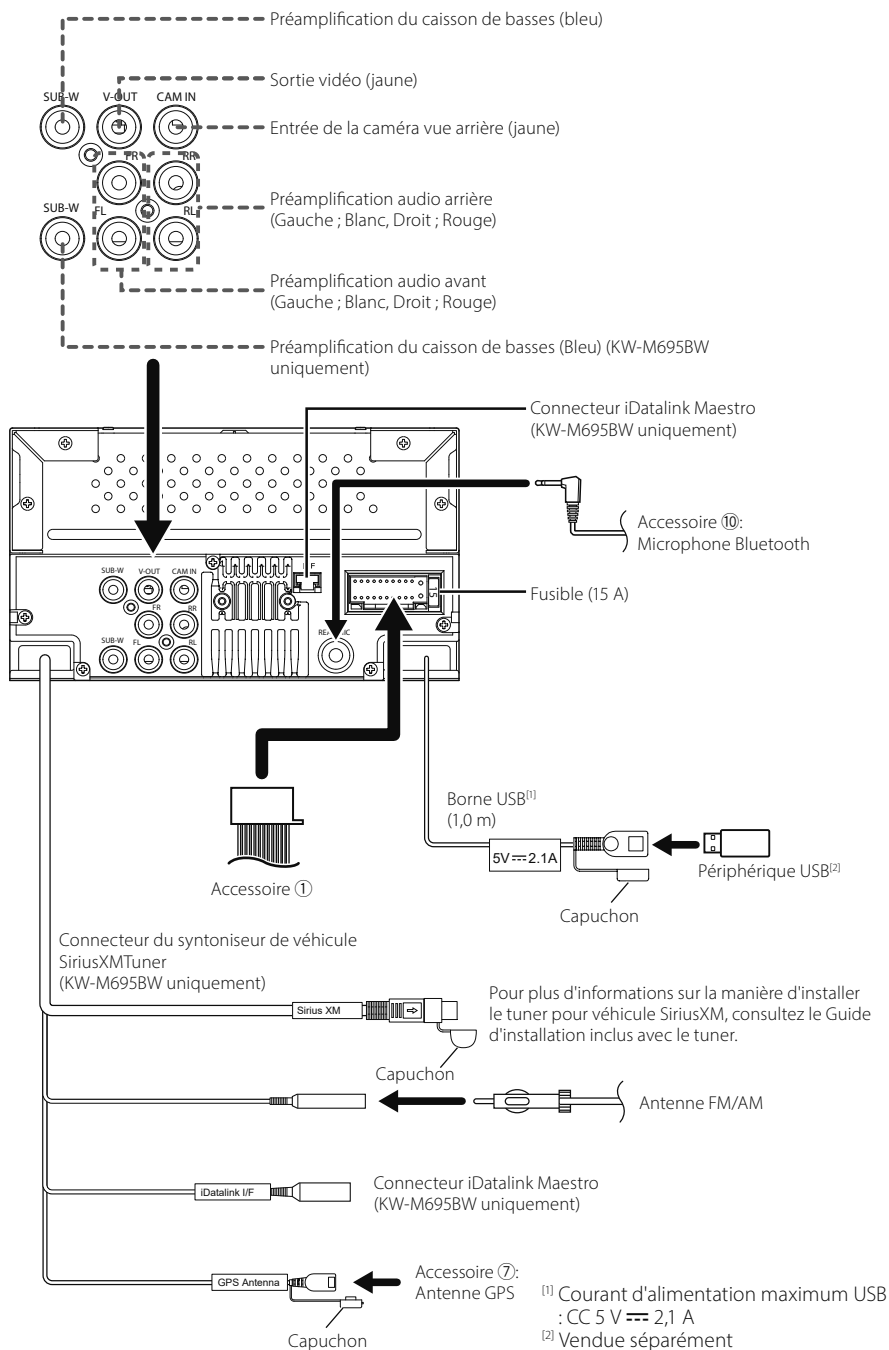 Préamplification du caisson de basses (bleu)
Sortie vidéo (jaune)
SUB-W
V-OUT
CAM IN
Entrée de la caméra vue arrière (jaune)
FR
RR
SUB-W
FL
RL
Préamplification audio arrière
(Gauche ; Blanc, Droit ; Rouge)
Préamplification audio avant
(Gauche ; Blanc, Droit ; Rouge)
Préamplification du caisson de basses (Bleu) (KW-M695BW
uniquement)
Connecteur iDatalink Maestro
(KW-M695BW uniquement)
Accessoire ⑩:
Microphone Bluetooth
SUB-W
V-OUT
CAM IN
FR
RR
SUB-W
FL
RL
15
Fusible (15 A)
Borne USB[1]
(1,0 m)
5V ⎓ 2.1A
Périphérique USB[2]
Accessoire ①
Capuchon
Connecteur du syntoniseur de véhicule
SiriusXMTuner
(KW-M695BW uniquement)
Sirius XM
Pour plus d'informations sur la manière d'installer
le tuner pour véhicule SiriusXM, consultez le Guide
d'installation inclus avec le tuner.
Capuchon
Antenne FM/AM
iDatalink I/F
Connecteur iDatalink Maestro
(KW-M695BW uniquement)
GPS Antenna
Accessoire ⑦:
Antenne GPS
Capuchon
[1] Courant d'alimentation maximum USB
: CC 5 V ⎓ 2,1 A
[2] Vendue séparément